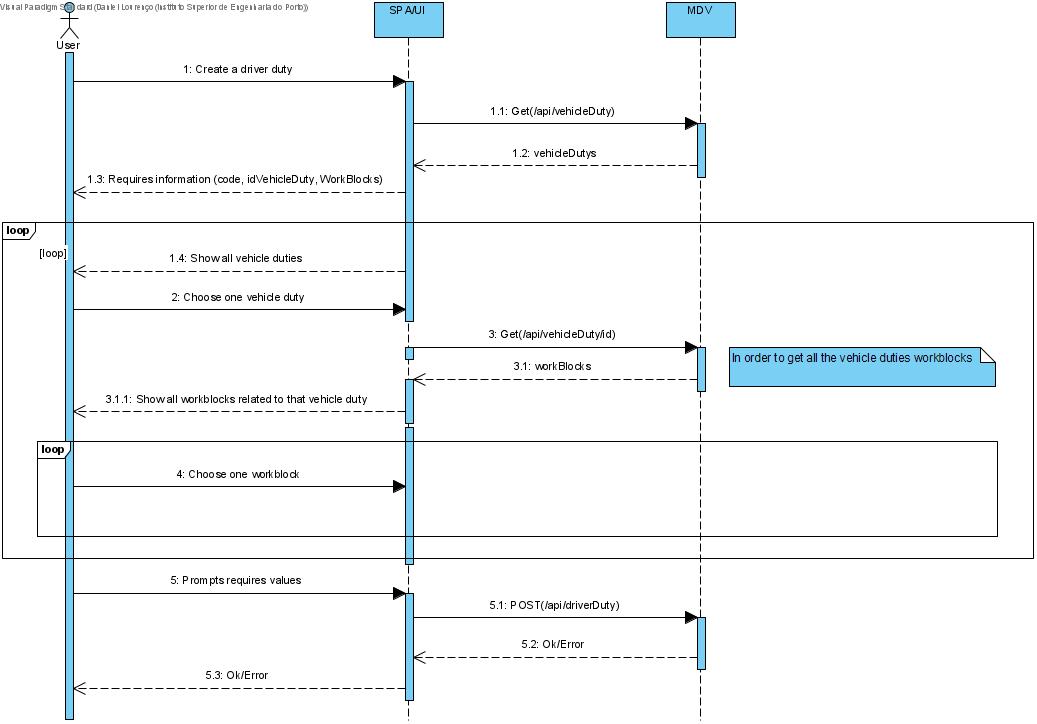 Visual Paradigm Standard (Daniel Lourenço (Instituto Superior de Engenharia do Porto))
User
SPA/UI
MDV
1: Create a driver duty
1.1: Get(/api/vehicleDuty)
1.2: vehicleDutys
1.3: Requires information (code, idVehicleDuty, WorkBlocks)
loop
[loop]
1.4: Show all vehicle duties
2: Choose one vehicle duty
3: Get(/api/vehicleDuty/id)
In order to get all the vehicle duties workblocks
3.1: workBlocks
3.1.1: Show all workblocks related to that vehicle duty
loop
4: Choose one workblock
5: Prompts requires values
5.1: POST(/api/driverDuty)
5.2: Ok/Error
5.3: Ok/Error